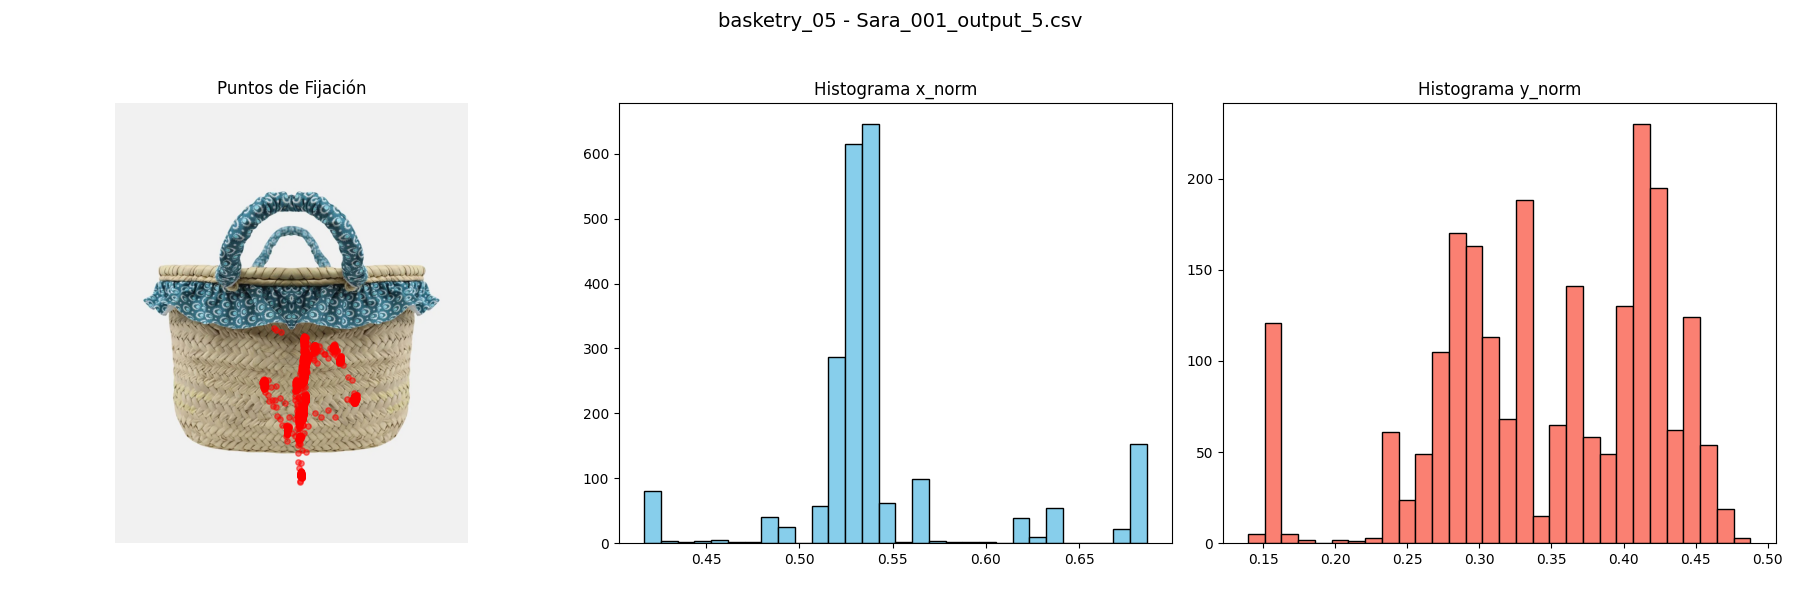 basketry_05 - Sara_001_output_5.csv
Puntos de Fijación
Histograma x_norm
600
500
400
300
200
100
0
0.45 0.50 0.55 0.60 0.65
Histograma y_norm
200
150
100
50
0
0.15 0.20 0.25 0.30 0.35 0.40 0.45 0.50